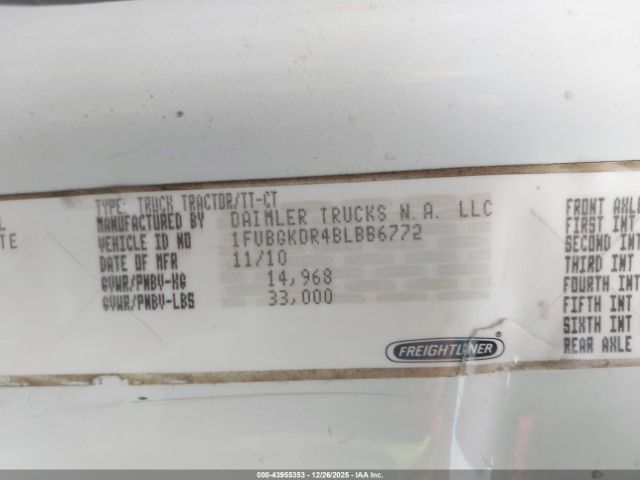 L
TE
TYPE: TRUCK TRACTOR/TT-CT
MANUFACTURED BY DAIMLER TRUCKS N.A. LLC
VEHICLE ID NO 1FUBGKDR4BLBB6772
DATE OF MFR 11/10
GVWR/PNBV-KG 14,968
GVWR/PNBV-LBS 33,000
FREIGHTLINER
FRONT AXLE
FIRST INT
SECOND INT
THIRD INT
FOURTH INT
FIFTH INT
SIXTH INT
REAR AXLE
000-43955353 - 12/26/2025 - IAA Inc.